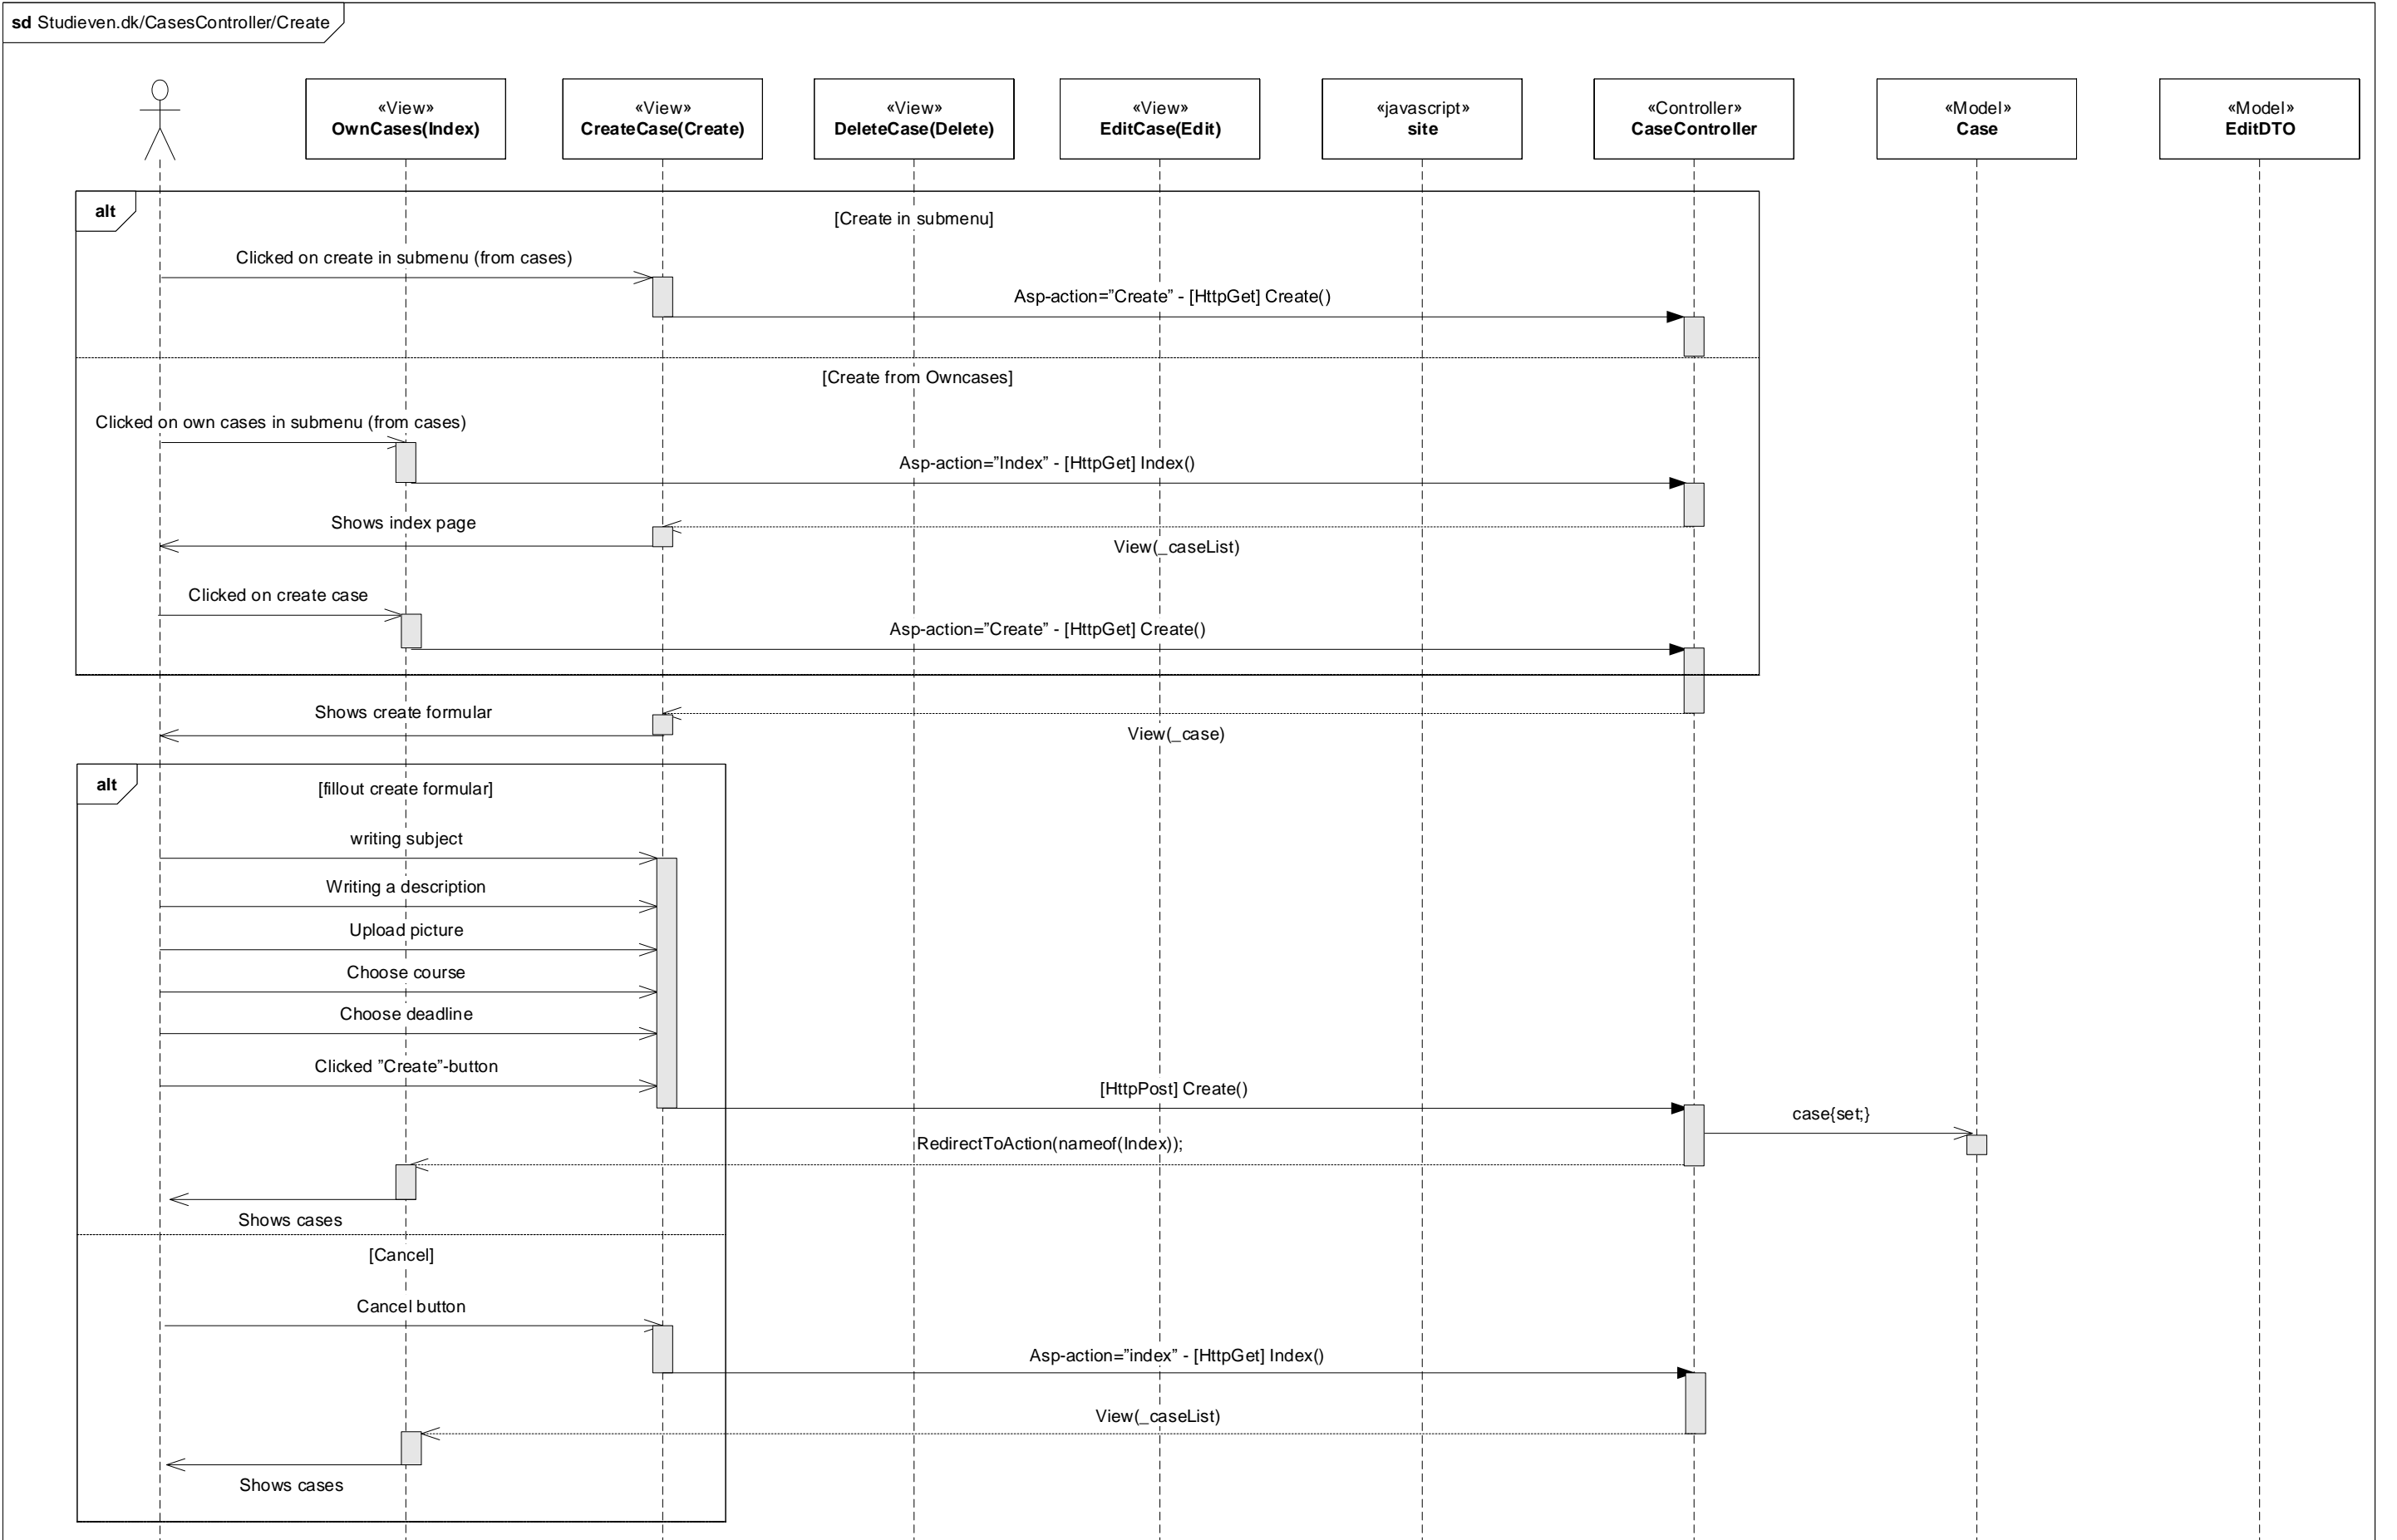 sd Studieven.dk/CasesController/Create
«View»
OwnCases(Index)
«View»
CreateCase(Create)
«View»
DeleteCase(Delete)
«View»
EditCase(Edit)
«javascript»
site
«Controller»
CaseController
«Model»
Case
«Model»
EditDTO
alt
[Create in submenu]
Clicked on create in submenu (from cases)
Asp-action=”Create” - [HttpGet] Create()
[Create from Owncases]
Clicked on own cases in submenu (from cases)
Asp-action=”Index” - [HttpGet] Index()
Shows index page
View(_caseList)
Clicked on create case
Asp-action=”Create” - [HttpGet] Create()
Shows create formular
View(_case)
alt
[fillout create formular]
writing subject
Writing a description
Upload picture
Choose course
Choose deadline
Clicked ”Create”-button
[HttpPost] Create()
case{set;}
RedirectToAction(nameof(Index));
Shows cases
[Cancel]
Cancel button
Asp-action=”index” - [HttpGet] Index()
View(_caseList)
Shows cases